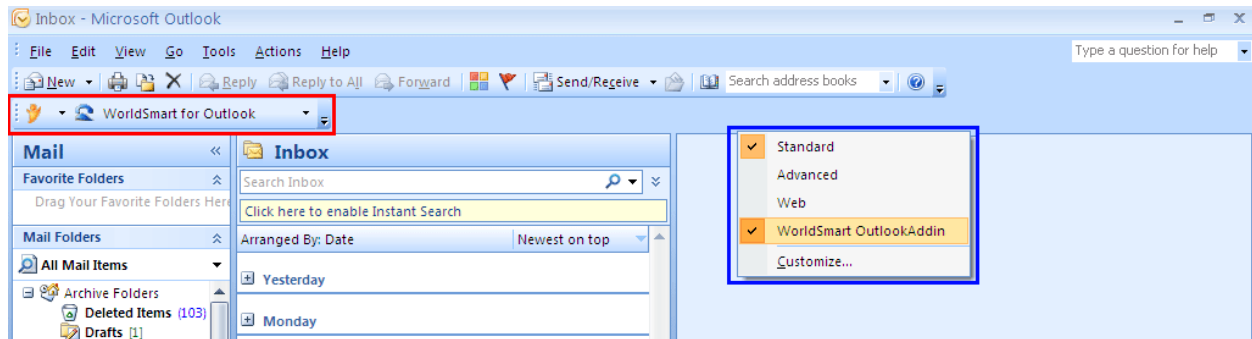 Inbox - Microsoft Outlook
File Edit View Go Tools Actions Help Type a question for help
New Reply Reply to All Forward Send/Receive Search address books
WorldSmart for Outlook
Mail
Favorite Folders
Drag Your Favorite Folders Here
Mail Folders
All Mail Items
Archive Folders
Deleted Items (103)
Drafts [1]
Inbox
Search Inbox
Click here to enable Instant Search
Arranged By: Date Newest on top
Yesterday
Monday
Standard
Advanced
Web
WorldSmart OutlookAddin
Customize...